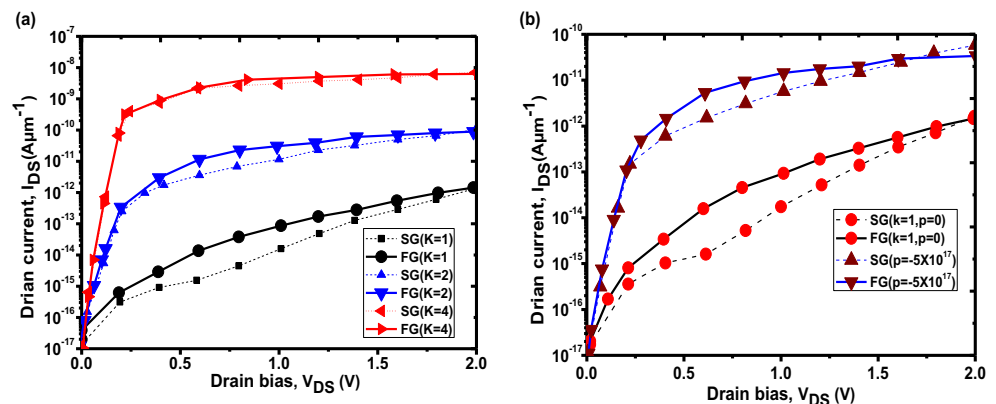 (a)
Drian current, I_DS(Aμm⁻¹)
10⁻⁷
10⁻⁸
10⁻⁹
10⁻¹⁰
10⁻¹¹
10⁻¹²
10⁻¹³
10⁻¹⁴
10⁻¹⁵
10⁻¹⁶
10⁻¹⁷
0.0
0.5
1.0
1.5
2.0
Drain bias, V_DS (V)
SG(K=1)
FG(K=1
SG(K=2)
FG(K=2)
SG(K=4)
FG(K=4)
(b)
Drian current, I_DS(Aμm⁻¹)
10⁻¹⁰
10⁻¹¹
10⁻¹²
10⁻¹³
10⁻¹⁴
10⁻¹⁵
10⁻¹⁶
10⁻¹⁷
0.0
0.5
1.0
1.5
2.0
Drain bias, V_DS (V)
SG(k=1,p=0)
FG(k=1,p=0)
SG(p=-5X10¹⁷)
FG(p=-5X10¹⁷)